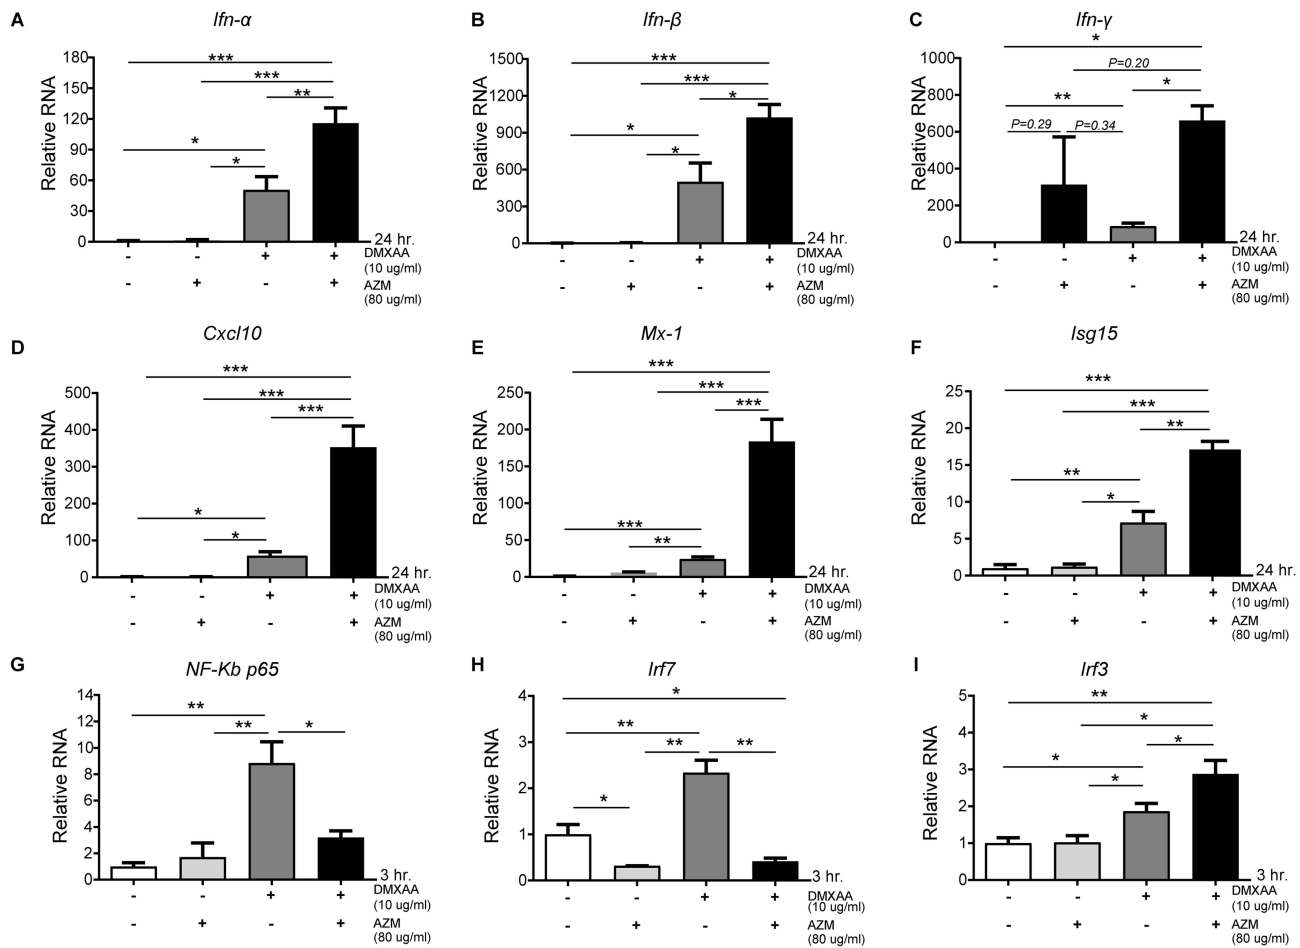 A
Ifn-α
Relative RNA
180
150
120
90
60
30
0
***
***
**
*
*
24 hr.
- - + + DMXAA
(10 ug/ml)
- + - + AZM
(80 ug/ml)
B
Ifn-β
Relative RNA
1500
1200
900
600
300
0
***
***
*
*
*
24 hr.
- - + + DMXAA
(10 ug/ml)
- + - + AZM
(80 ug/ml)
C
Ifn-γ
Relative RNA
1000
800
600
400
200
0
*
P=0.20
*
**
P=0.29
P=0.34
24 hr.
- - + + DMXAA
(10 ug/ml)
- + - + AZM
(80 ug/ml)
D
Cxcl10
Relative RNA
500
400
300
200
100
0
***
***
***
*
*
24 hr.
- - + + DMXAA
(10 ug/ml)
- + - + AZM
(80 ug/ml)
E
Mx-1
Relative RNA
250
200
150
100
50
0
***
***
***
***
**
24 hr.
- - + + DMXAA
(10 ug/ml)
- + - + AZM
(80 ug/ml)
F
Isg15
Relative RNA
25
20
15
10
5
0
***
***
**
**
*
24 hr.
- - + + DMXAA
(10 ug/ml)
- + - + AZM
(80 ug/ml)
G
NF-Kb p65
Relative RNA
14
12
10
8
6
4
2
0
**
**
*
3 hr.
- - + + DMXAA
(10 ug/ml)
- + - + AZM
(80 ug/ml)
H
Irf7
Relative RNA
4
3
2
1
0
*
**
**
**
*
3 hr.
- - + + DMXAA
(10 ug/ml)
- + - + AZM
(80 ug/ml)
I
Irf3
Relative RNA
5
4
3
2
1
0
**
*
*
*
*
3 hr.
- - + + DMXAA
(10 ug/ml)
- + - + AZM
(80 ug/ml)